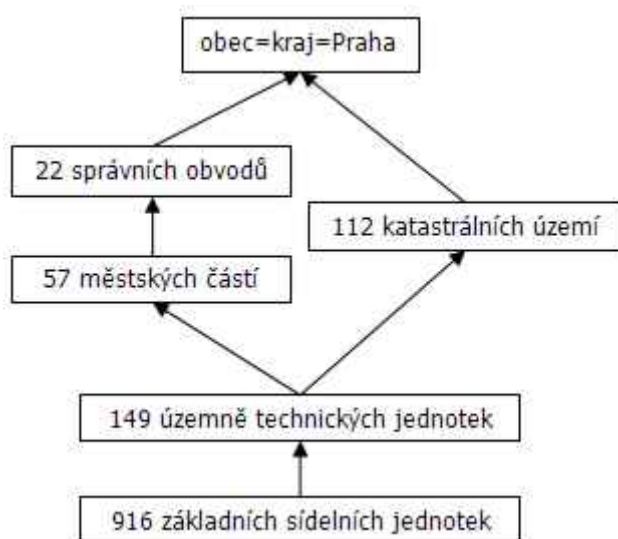 obec=kraj=Praha
22 správních obvodů
112 katastrálních území
57 městských částí
149 územně technických jednotek
916 základních sídelních jednotek